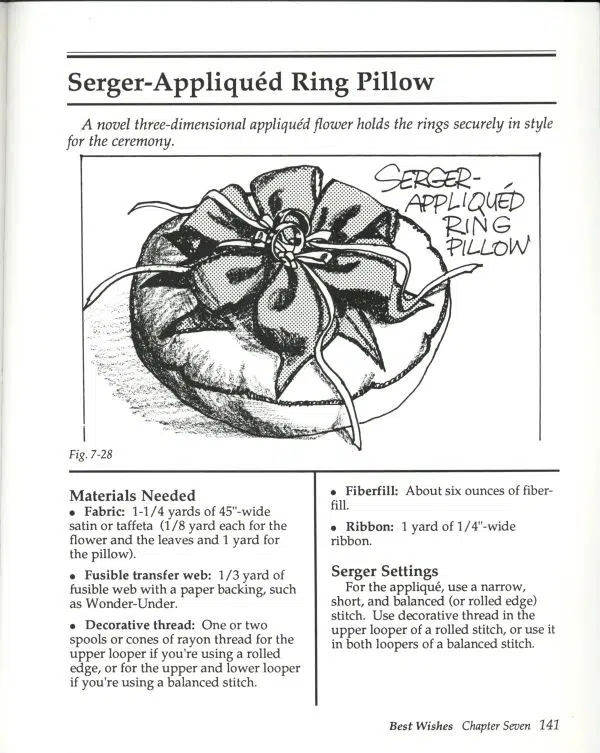 Serger-Appliquéd Ring Pillow
A novel three-dimensional appliquéd flower holds the rings securely in style
for the ceremony.
SERGER-
APPLIQUÉD
RING
PILLOW
Fig. 7-28
Materials Needed
• Fabric: 1-1/4 yards of 45"-wide
satin or taffeta (1/8 yard each for the
flower and the leaves and 1 yard for
the pillow).
• Fusible transfer web: 1/3 yard of
fusible web with a paper backing, such
as Wonder-Under.
• Decorative thread: One or two
spools or cones of rayon thread for the
upper looper if you're using a rolled
edge, or for the upper and lower looper
if you're using a balanced stitch.
• Fiberfill: About six ounces of fiber-
fill.
• Ribbon: 1 yard of 1/4"-wide
ribbon.
Serger Settings
For the appliqué, use a narrow,
short, and balanced (or rolled edge)
stitch. Use decorative thread in the
upper looper of a rolled stitch, or use it
in both loopers of a balanced stitch.
Best Wishes Chapter Seven 141